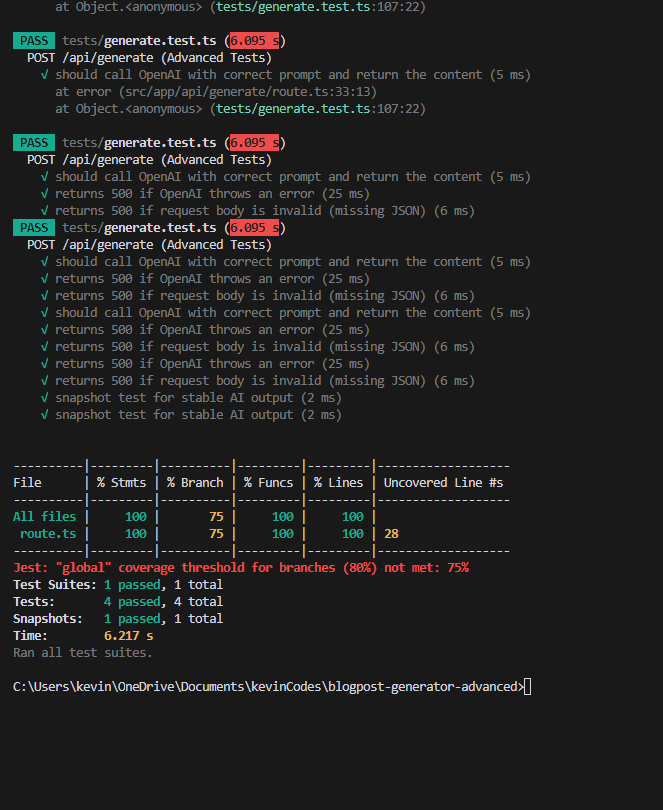 at Object.<anonymous> (tests/generate.test.ts:107:22)
PASS tests/generate.test.ts (6.095 s)
POST /api/generate (Advanced Tests)
√ should call OpenAI with correct prompt and return the content (5 ms)
at error (src/app/api/generate/route.ts:33:13)
at Object.<anonymous> (tests/generate.test.ts:107:22)
PASS tests/generate.test.ts (6.095 s)
POST /api/generate (Advanced Tests)
√ should call OpenAI with correct prompt and return the content (5 ms)
√ returns 500 if OpenAI throws an error (25 ms)
√ returns 500 if request body is invalid (missing JSON) (6 ms)
PASS tests/generate.test.ts (6.095 s)
POST /api/generate (Advanced Tests)
√ should call OpenAI with correct prompt and return the content (5 ms)
√ returns 500 if OpenAI throws an error (25 ms)
√ returns 500 if request body is invalid (missing JSON) (6 ms)
√ should call OpenAI with correct prompt and return the content (5 ms)
√ returns 500 if OpenAI throws an error (25 ms)
√ returns 500 if request body is invalid (missing JSON) (6 ms)
√ returns 500 if OpenAI throws an error (25 ms)
√ returns 500 if request body is invalid (missing JSON) (6 ms)
√ snapshot test for stable AI output (2 ms)
√ snapshot test for stable AI output (2 ms)
----------|---------|----------|---------|---------|-------------------
File      | % Stmts | % Branch | % Funcs | % Lines | Uncovered Line #s
----------|---------|----------|---------|---------|-------------------
All files |     100 |       75 |     100 |     100 |
 route.ts |     100 |       75 |     100 |     100 | 28
----------|---------|----------|---------|---------|-------------------
Jest: "global" coverage threshold for branches (80%) not met: 75%
Test Suites: 1 passed, 1 total
Tests:       4 passed, 4 total
Snapshots:   1 passed, 1 total
Time:        6.217 s
Ran all test suites.
C:\Users\kevin\OneDrive\Documents\kevinCodes\blogpost-generator-advanced>